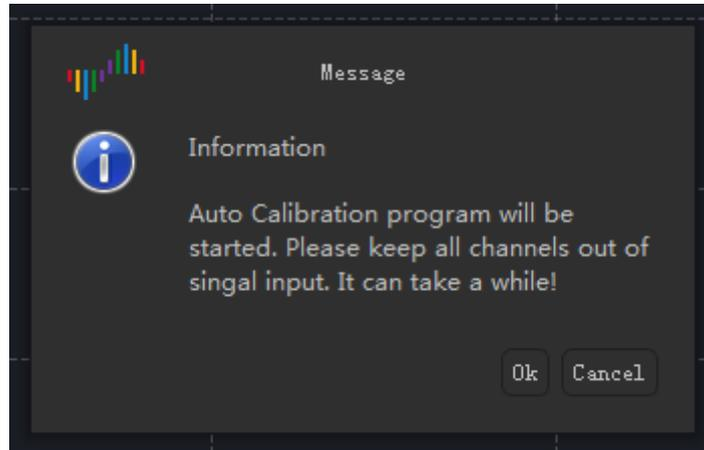 Message
Information
Auto Calibration program will be
started. Please keep all channels out of
singal input. It can take a while!
Ok
Cancel